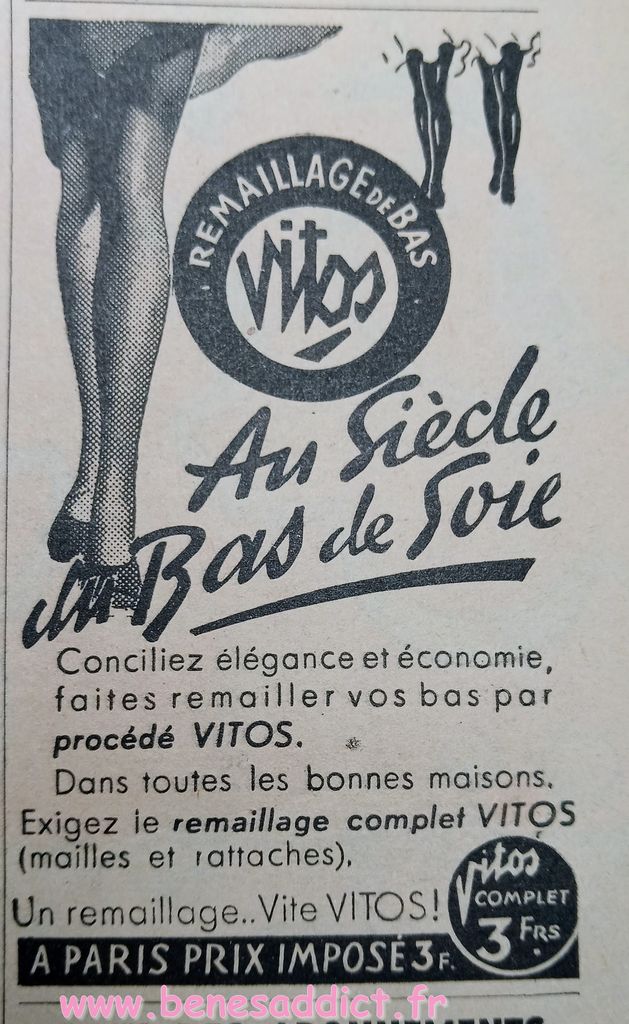 REMAILLAGE DE BAS
Vitos
Au Siècle
du Bas de Soie
Conciliez élégance et économie,
faites remailler vos bas par
procédé VITOS.
Dans toutes les bonnes maisons.
Exigez le remaillage complet VITOS
(mailles et rattaches).
Un remaillage..Vite VITOS!
Vitos
COMPLET
3 FRS
A PARIS PRIX IMPOSÉ 3 F.
www.benesaddict.fr